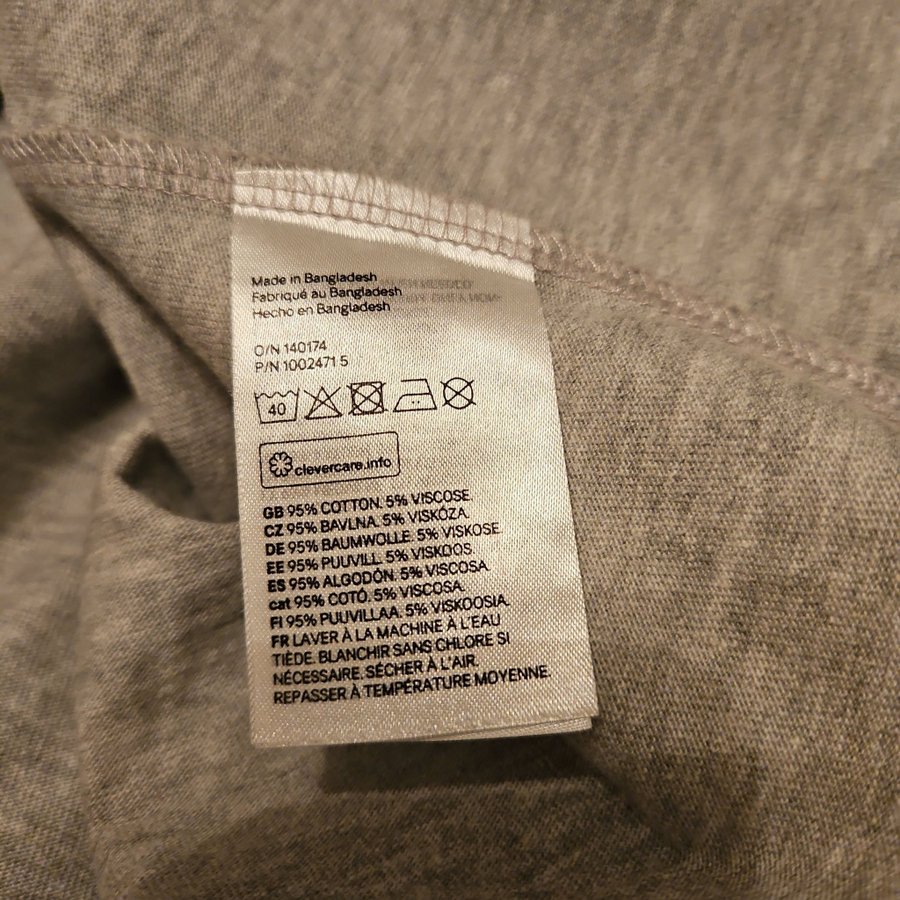 Made in Bangladesh
Fabriqué au Bangladesh
Hecho en Bangladesh
O/N 140174
P/N 1002471 5
40
clevercare.info
GB 95% COTTON. 5% VISCOSE.
CZ 95% BAVLNA. 5% VISKÓZA.
DE 95% BAUMWOLLE. 5% VISKOSE.
EE 95% PUUVILL. 5% VISKOOS.
ES 95% ALGODÓN. 5% VISCOSA.
cat 95% COTÓ. 5% VISCOSA.
FI 95% PUUVILLAA. 5% VISKOOSIA.
FR LAVER À LA MACHINE À L'EAU
TIÈDE. BLANCHIR SANS CHLORE SI
NÉCESSAIRE. SÉCHER À L'AIR.
REPASSER À TEMPÉRATURE MOYENNE.